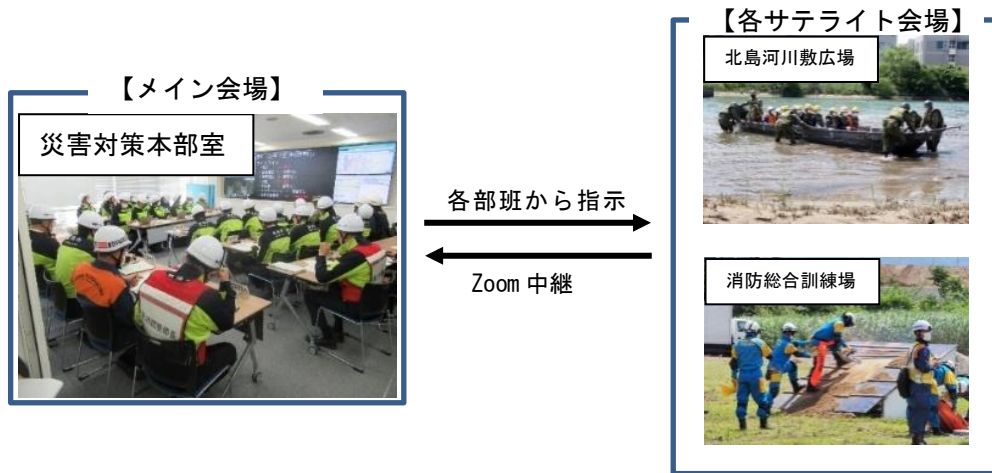 【メイン会場】
災害対策本部室
各部班から指示
Zoom 中継
【各サテライト会場】
北島河川敷広場
消防総合訓練場